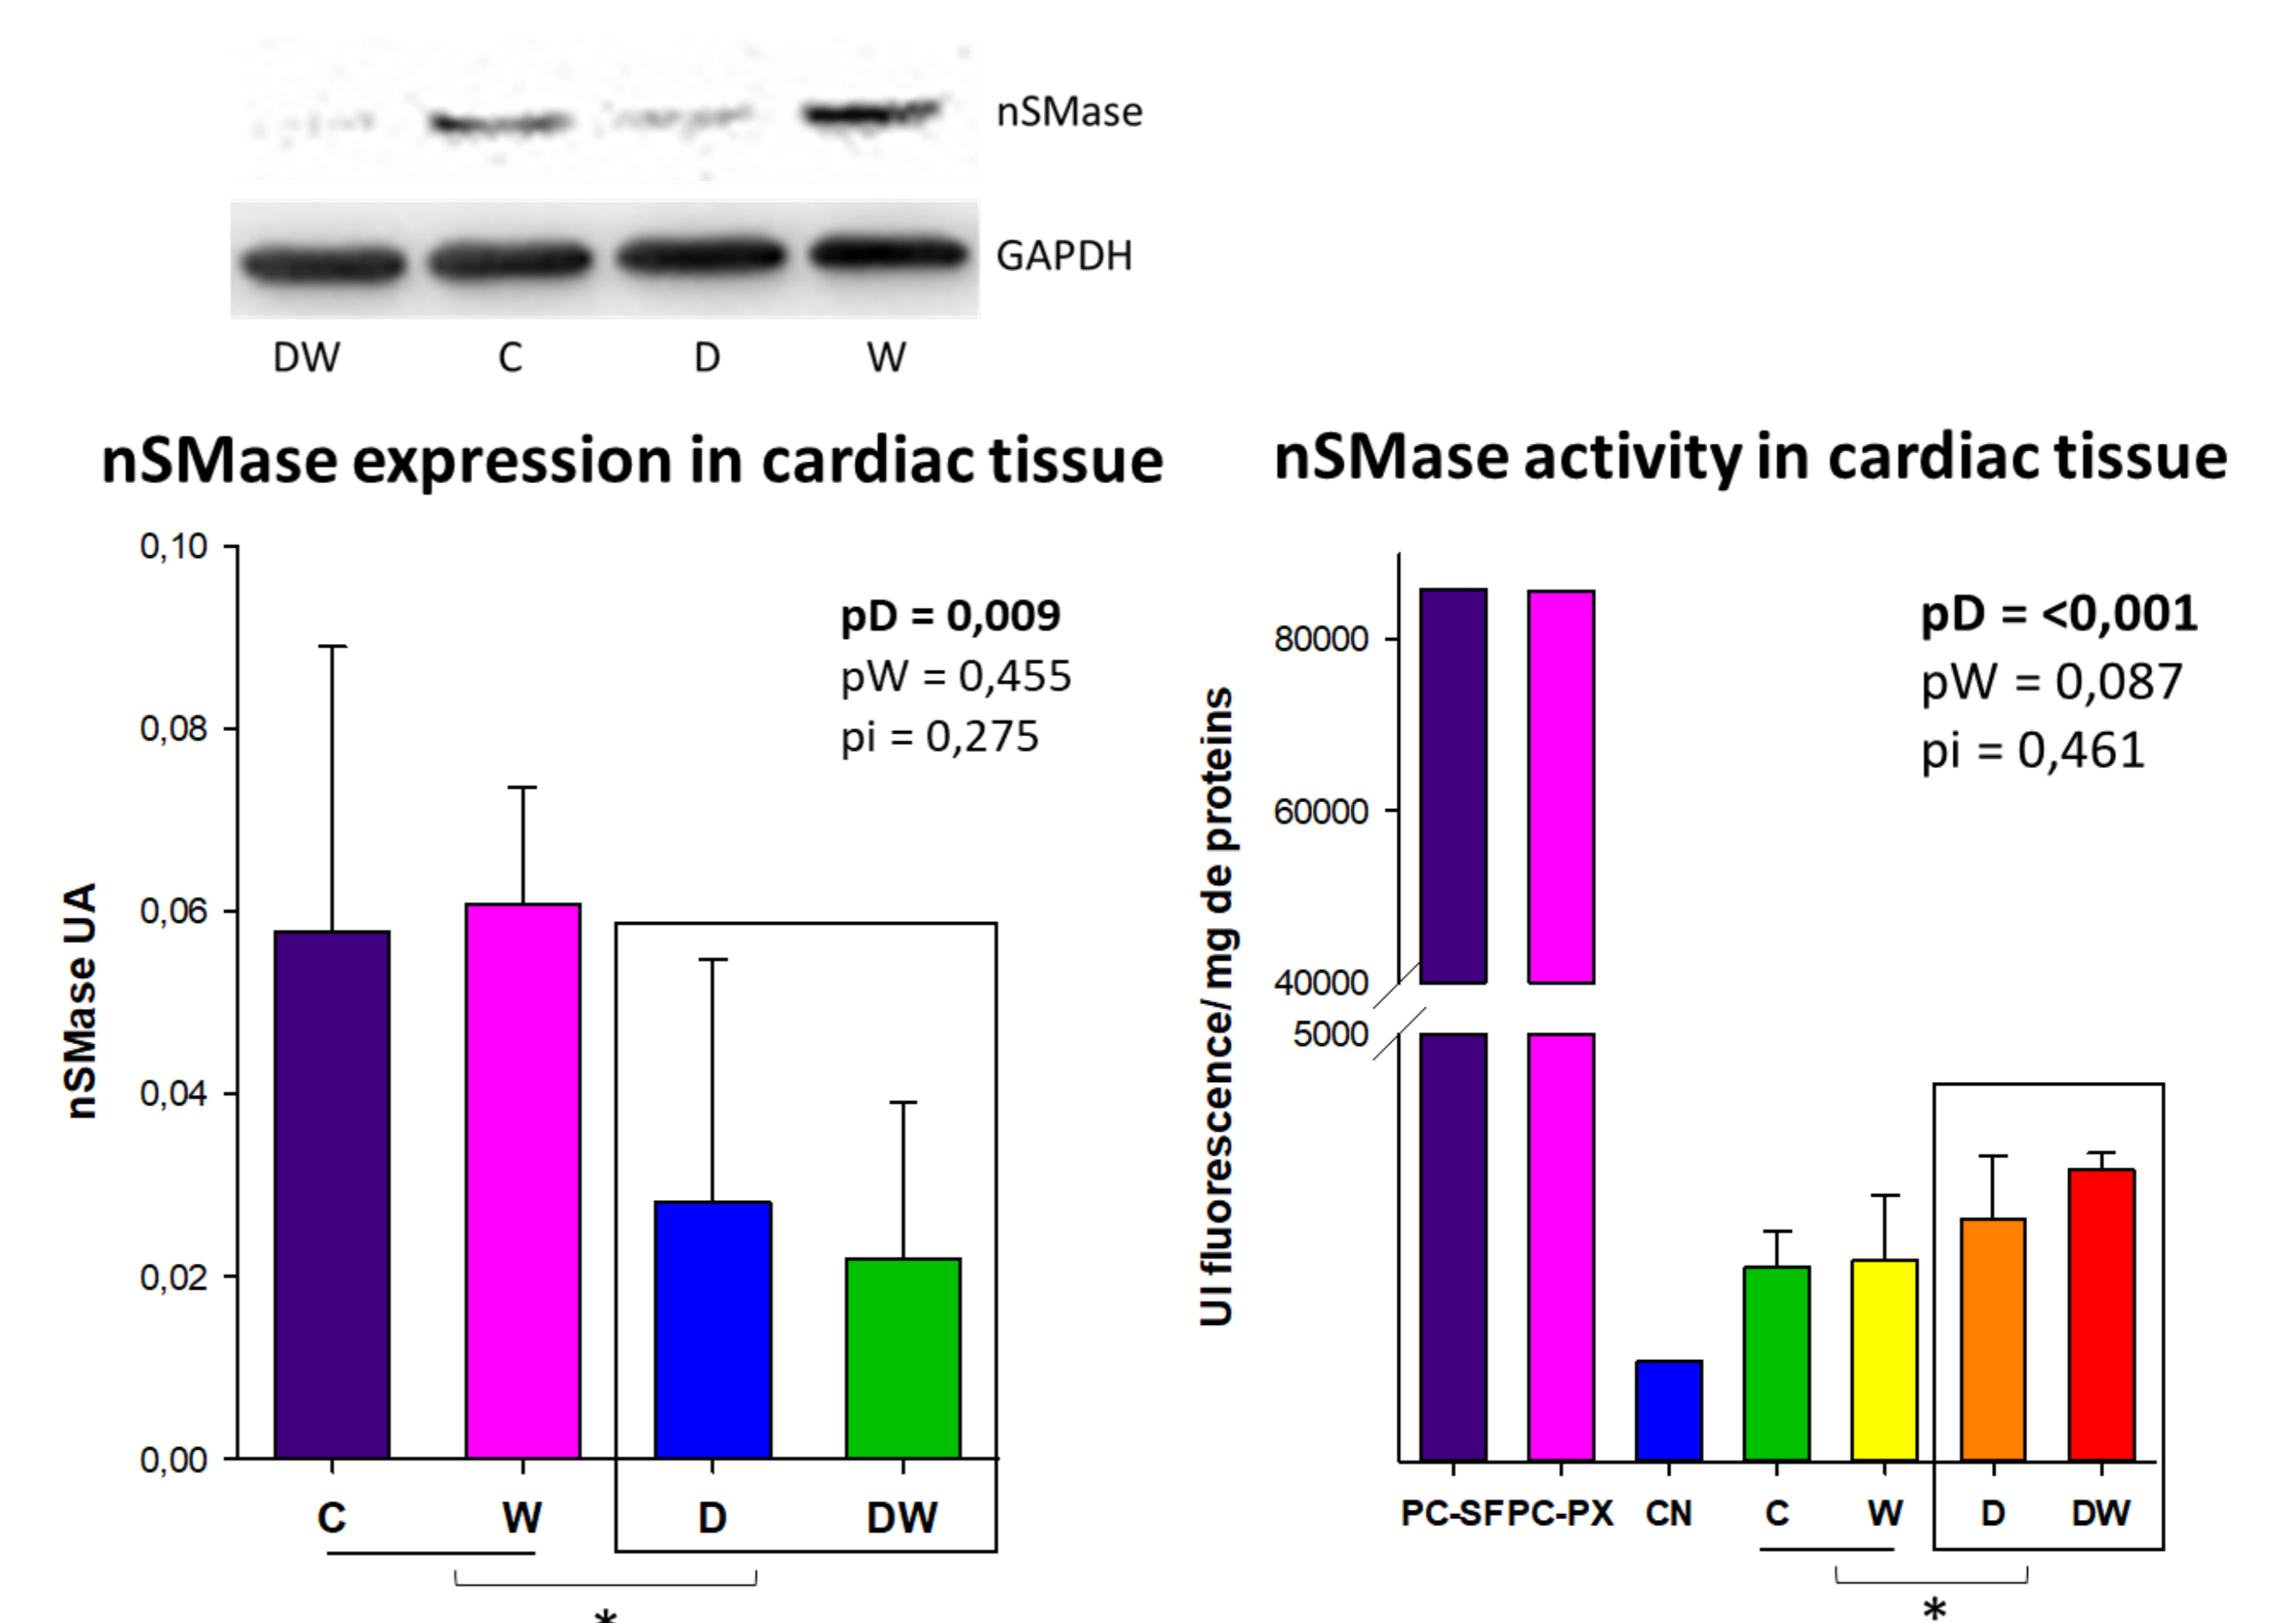 nSMase
GAPDH
DW C D W
nSMase expression in cardiac tissue
0,10
0,08
0,06
0,04
0,02
0,00
nSMase UA
pD = 0,009
pW = 0,455
pi = 0,275
C W D DW
*
nSMase activity in cardiac tissue
80000
60000
40000
5000
UI fluorescence/ mg de proteins
pD = <0,001
pW = 0,087
pi = 0,461
PC-SF PC-PX CN C W D DW
*